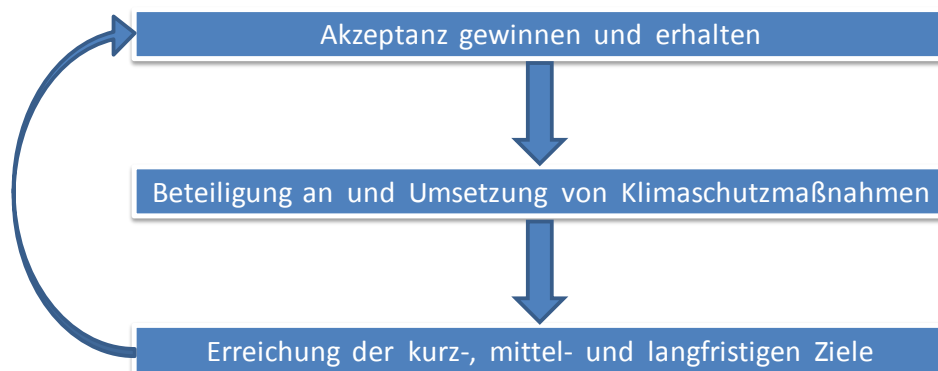 Akzeptanz gewinnen und erhalten
Beteiligung an und Umsetzung von Klimaschutzmaßnahmen
Erreichung der kurz-, mittel- und langfristigen Ziele